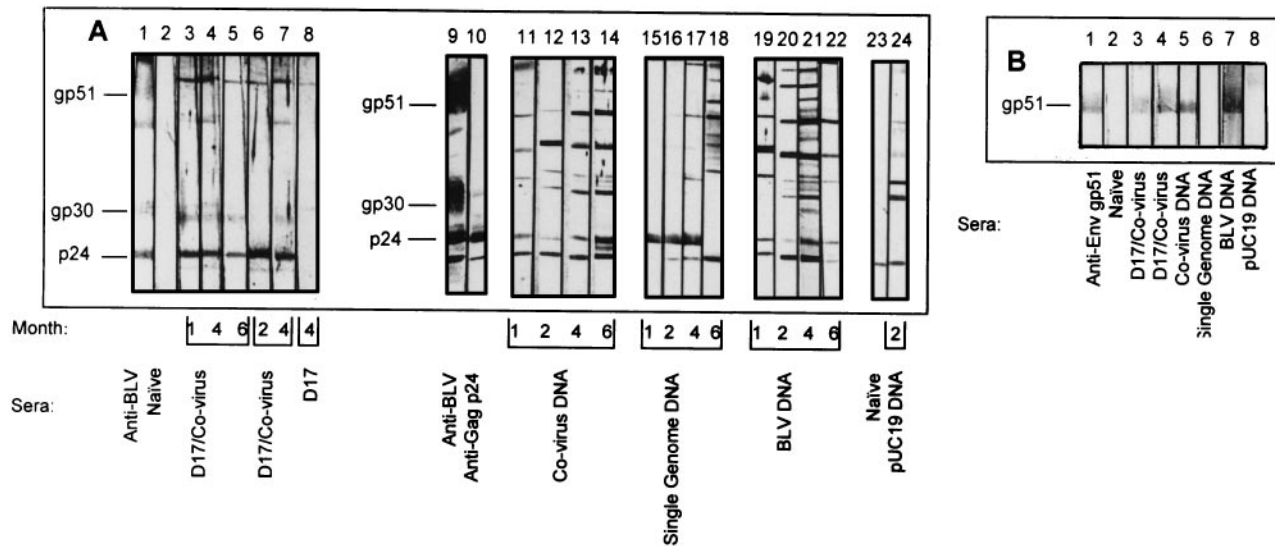 A
1 2 3 4 5 6 7 8
9 10 11 12 13 14 15 16 17 18 19 20 21 22 23 24
gp51
gp30
p24
gp51
gp30
p24
Month:
1 4 6 2 4 4
1 2 4 6 1 2 4 6 1 2 4 6 2
Sera:
Anti-BLV
Naïve
D17/Co-virus
D17/Co-virus
D17
Anti-BLV
Anti-Gag p24
Co-virus DNA
Single Genome DNA
BLV DNA
Naïve
pUC19 DNA
B
1 2 3 4 5 6 7 8
gp51
Sera:
Anti-Env gp51
Naïve
D17/Co-virus
D17/Co-virus
Co-virus DNA
Single Genome DNA
BLV DNA
pUC19 DNA